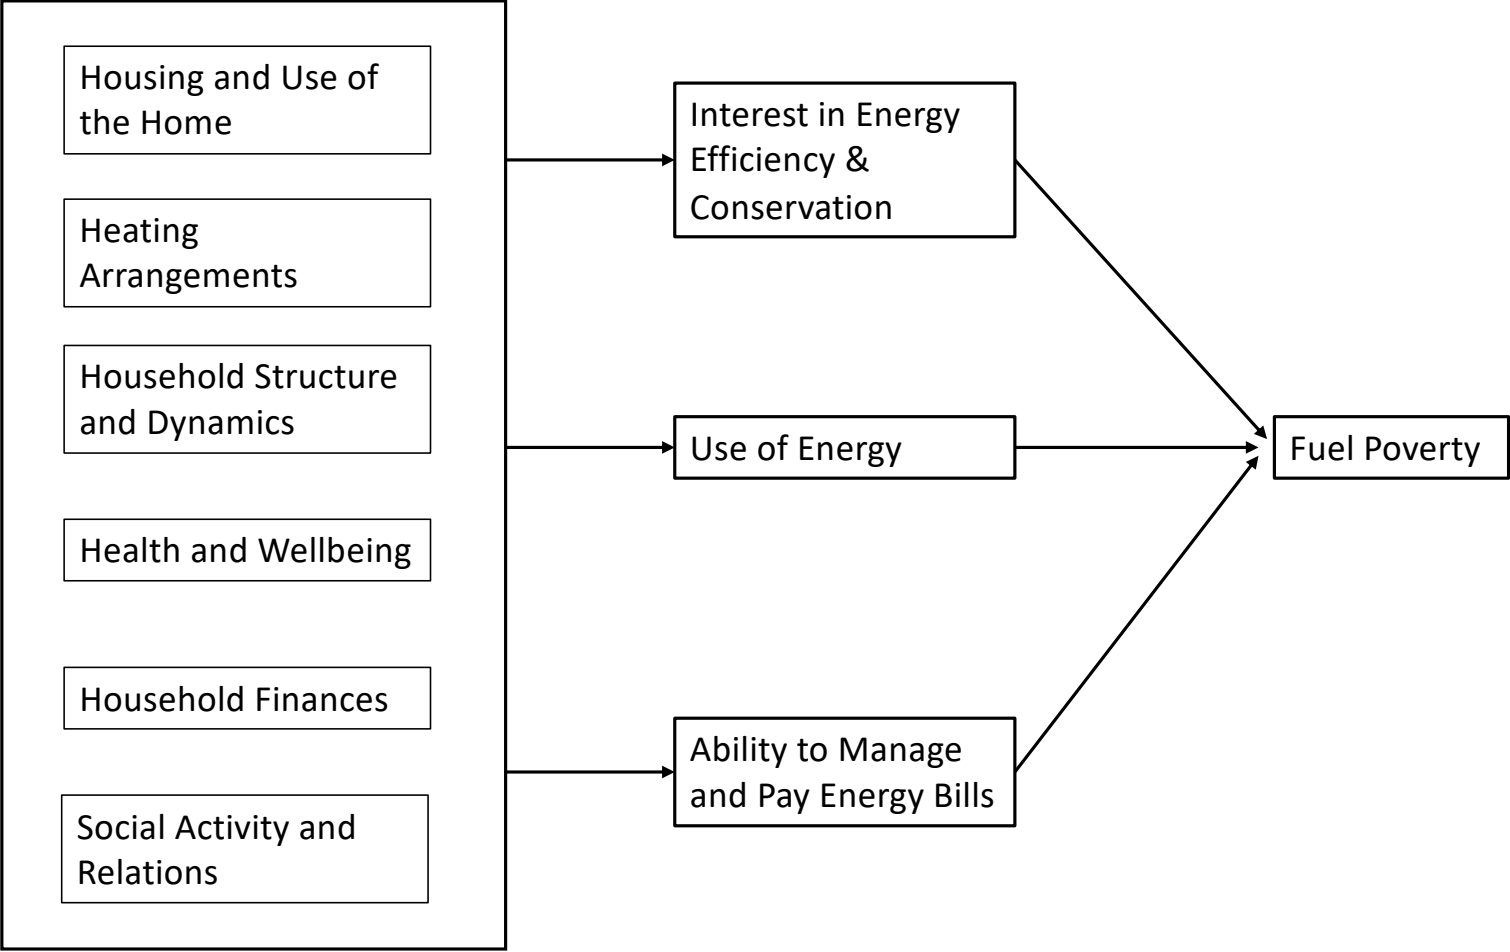 Housing and Use of
the Home
Heating
Arrangements
Household Structure
and Dynamics
Health and Wellbeing
Household Finances
Social Activity and
Relations
Interest in Energy
Efficiency &
Conservation
Use of Energy
Ability to Manage
and Pay Energy Bills
Fuel Poverty